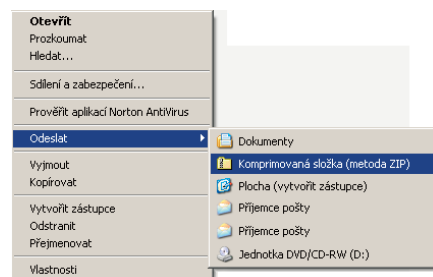 Otevřít
Prozkoumat
Hledat...
Sdílení a zabezpečení...
Prověřit aplikací Norton AntiVirus
Odeslat
Vyjmout
Kopírovat
Vytvořit zástupce
Odstranit
Přejmenovat
Vlastnosti
Dokumenty
Komprimovaná složka (metoda ZIP)
Plocha (vytvořit zástupce)
Příjemce pošty
Příjemce pošty
Jednotka DVD/CD-RW (D:)